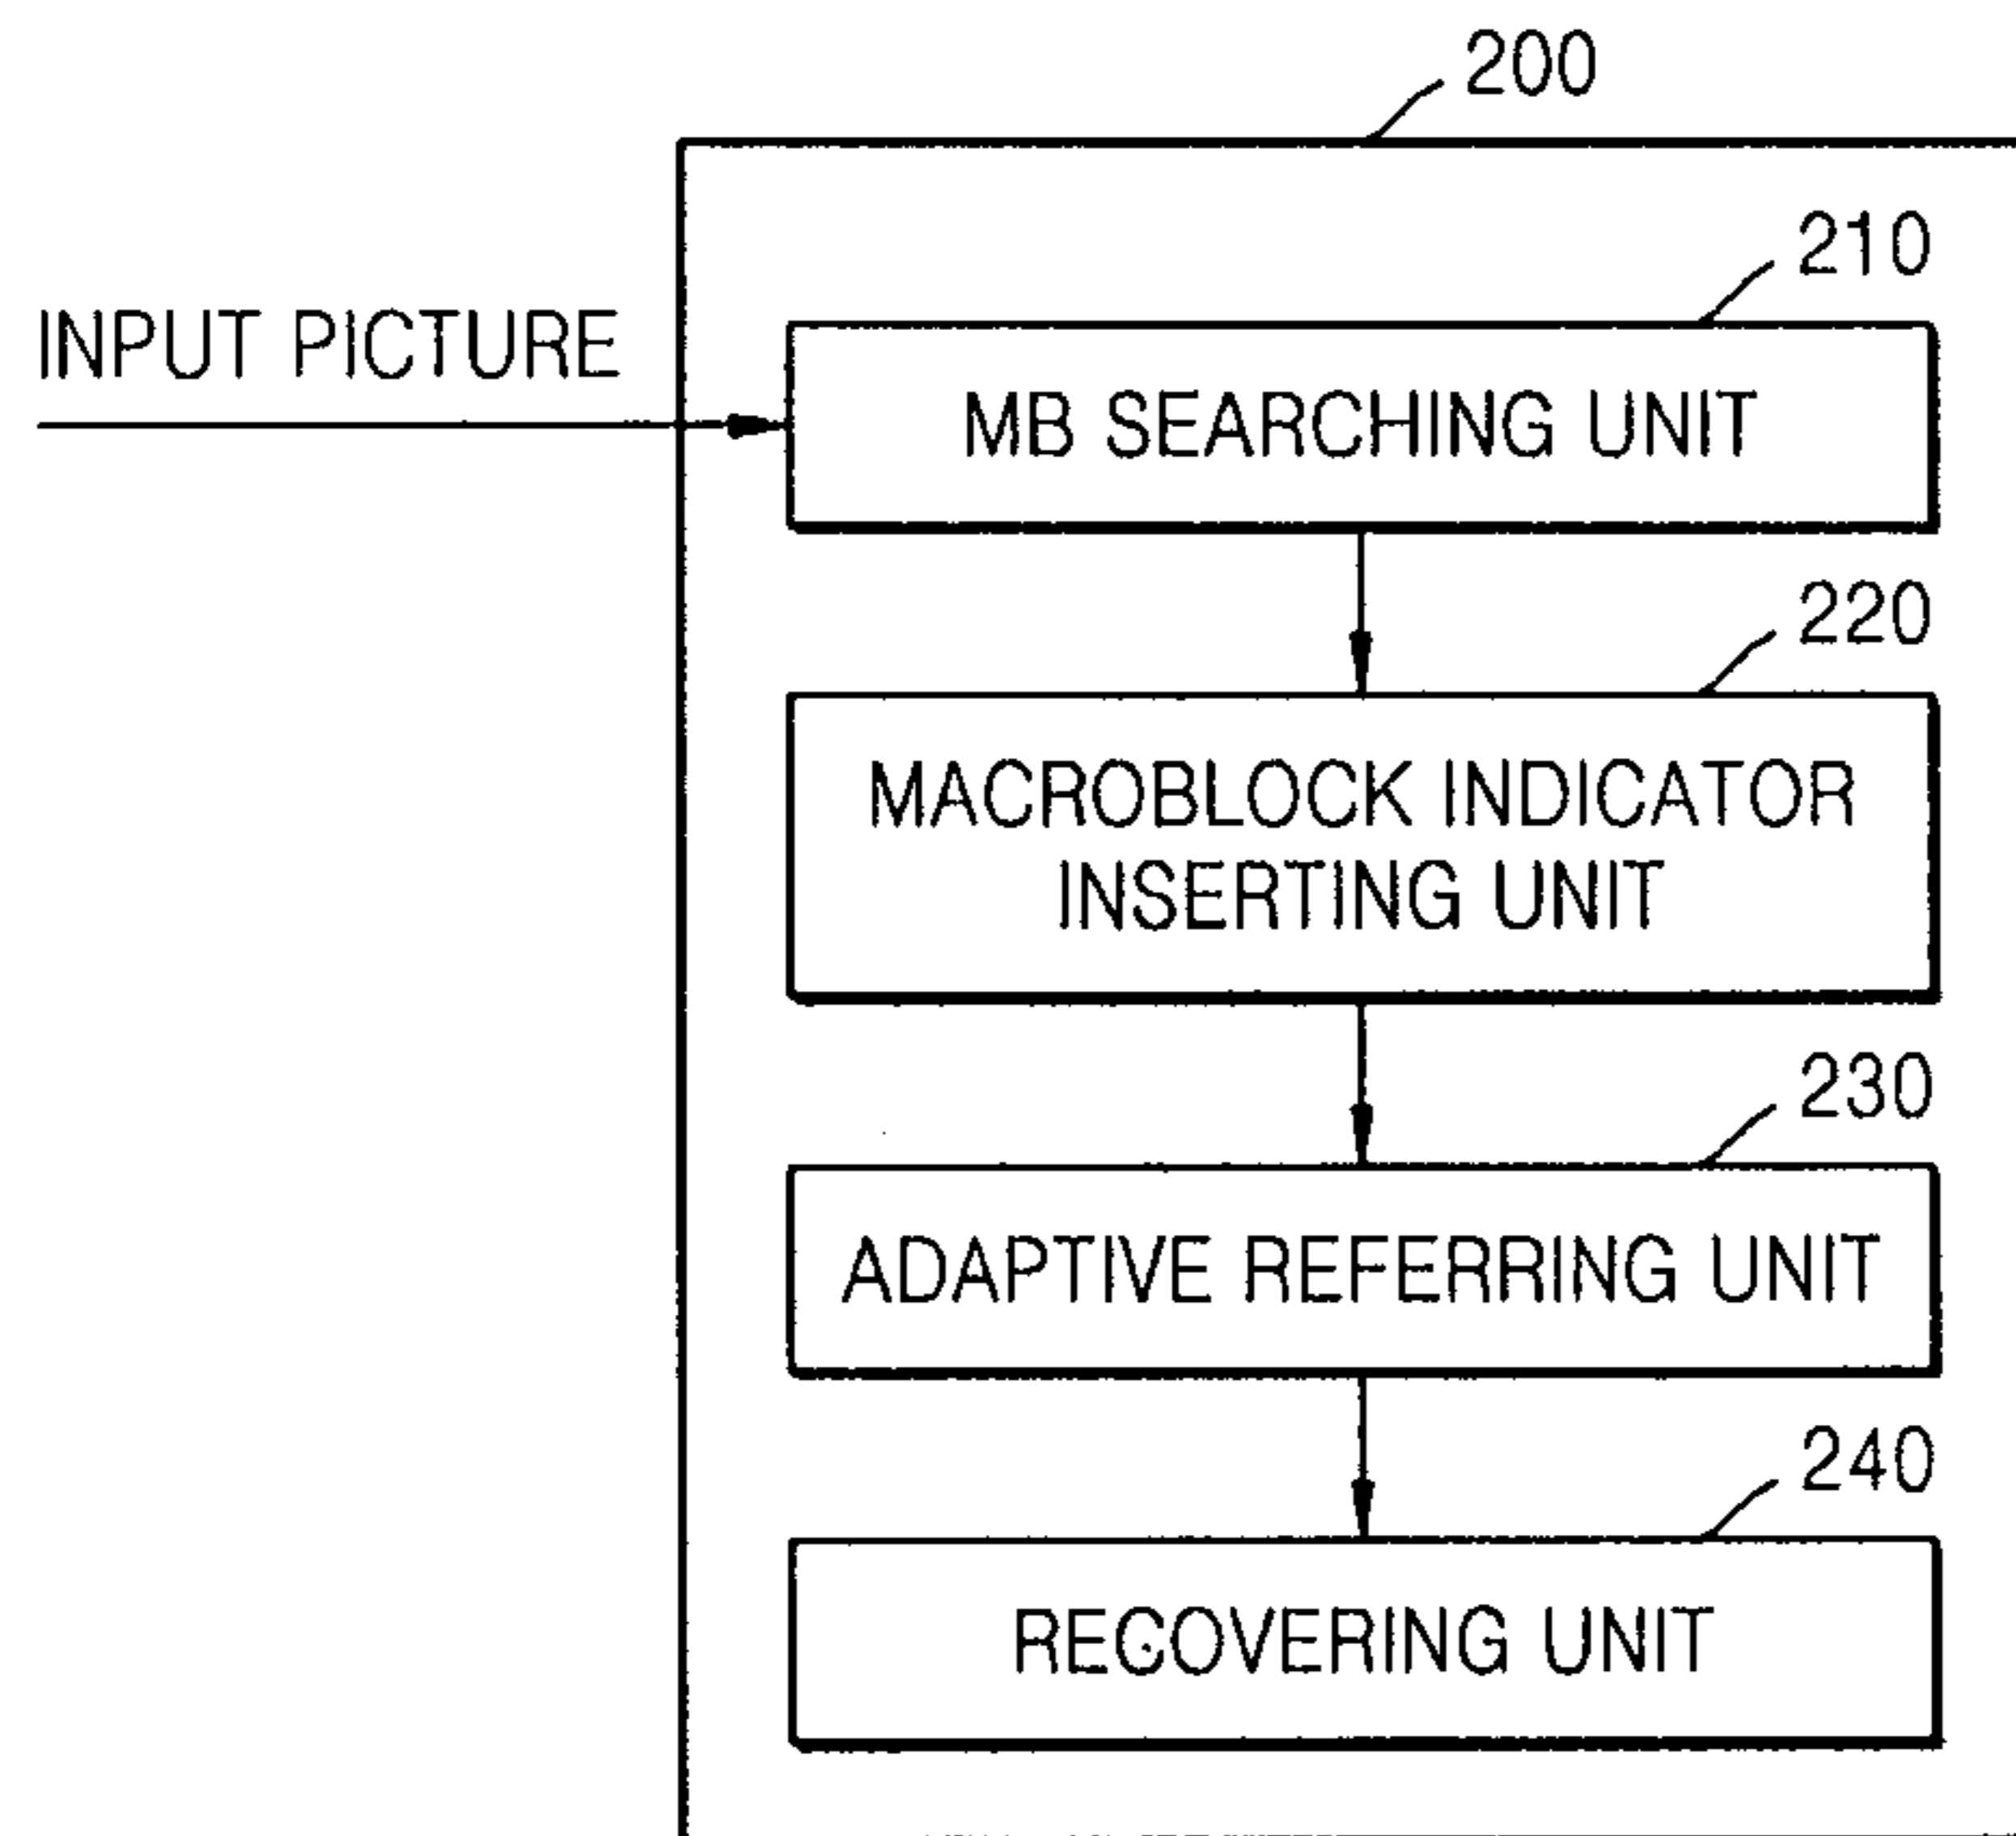 200
210
INPUT PICTURE
MB SEARCHING UNIT
220
MACROBLOCK INDICATOR
INSERTING UNIT
230
ADAPTIVE REFERRING UNIT
240
RECOVERING UNIT